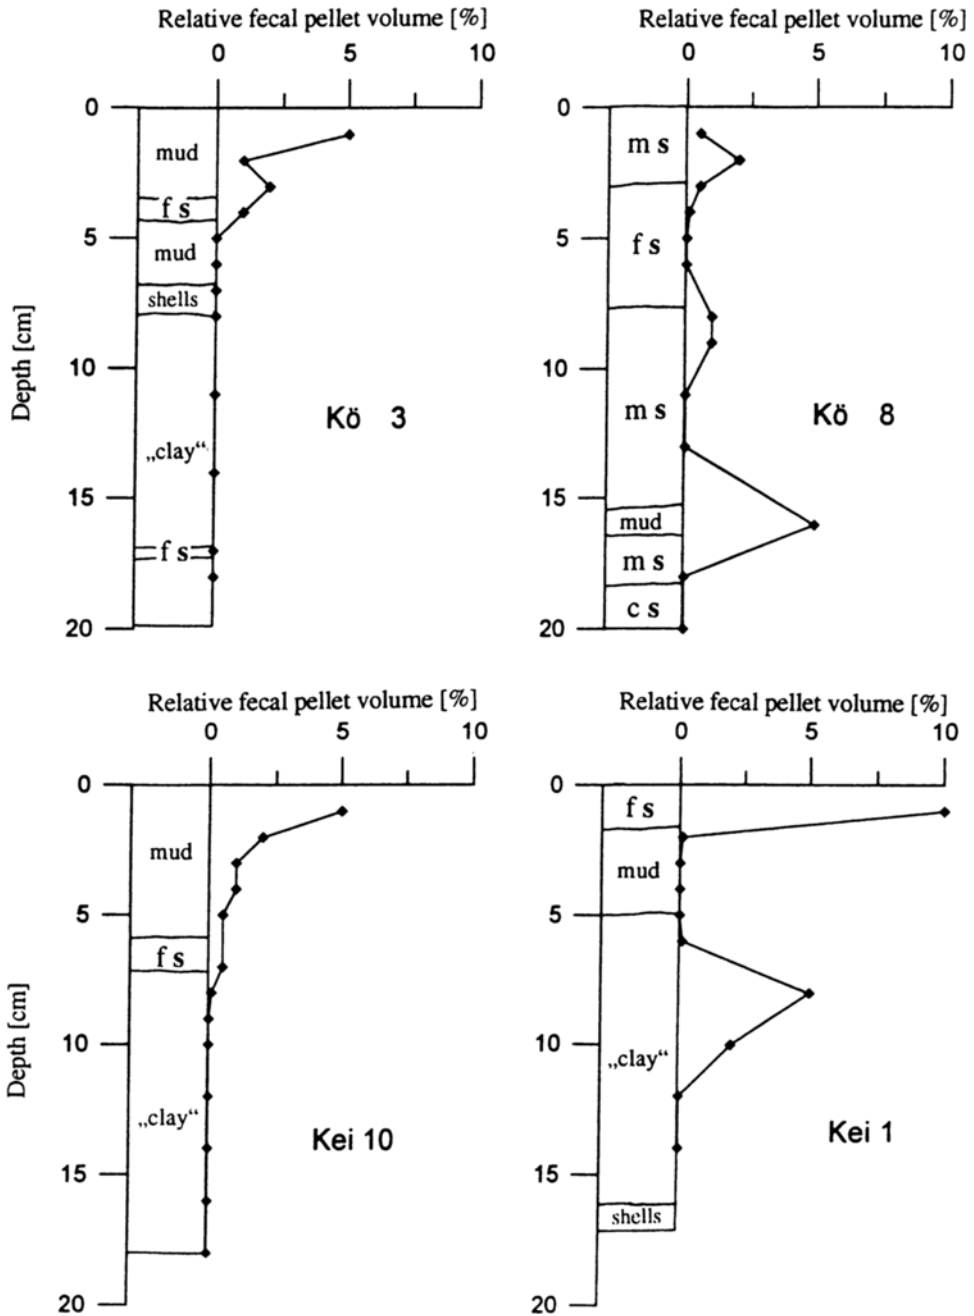 Relative fecal pellet volume [%]
0 5 10
0
5
10
15
20
Depth [cm]
mud
f s
mud
shells
„clay“
f s
Kö 3
Relative fecal pellet volume [%]
0 5 10
0
5
10
15
20
m s
f s
m s
mud
m s
c s
Kö 8
Relative fecal pellet volume [%]
0 5 10
0
5
10
15
20
Depth [cm]
mud
f s
„clay“
Kei 10
Relative fecal pellet volume [%]
0 5 10
0
5
10
15
20
f s
mud
„clay“
shells
Kei 1